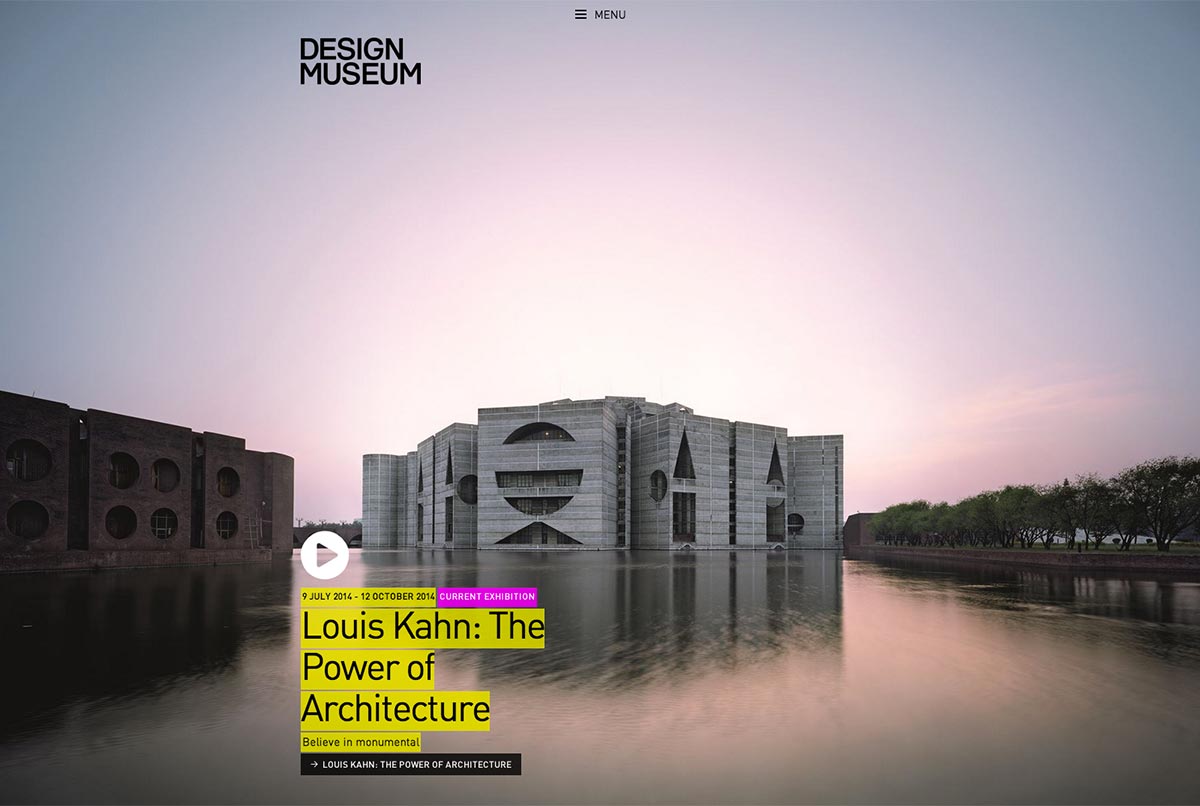 MENU
DESIGN
MUSEUM
9 JULY 2014 - 12 OCTOBER 2014 CURRENT EXHIBITION
Louis Kahn: The
Power of
Architecture
Believe in monumental
→ LOUIS KAHN: THE POWER OF ARCHITECTURE